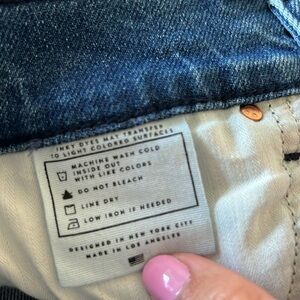 INKY DYES MAY TRANSFER
TO LIGHT COLORED SURFACES
MACHINE WASH COLD
INSIDE OUT
WITH LIKE COLORS
DO NOT BLEACH
LINE DRY
LOW IRON IF NEEDED
DESIGNED IN NEW YORK CITY
MADE IN LOS ANGELES